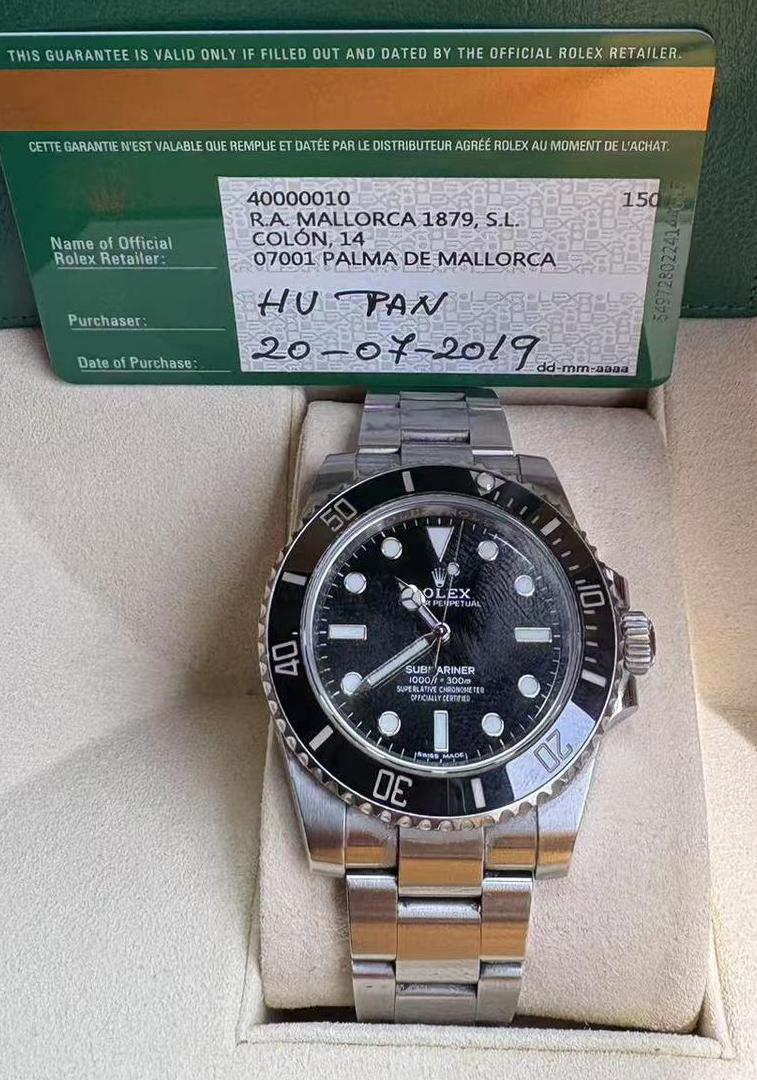 THIS GUARANTEE IS VALID ONLY IF FILLED OUT AND DATED BY THE OFFICIAL ROLEX RETAILER.
CETTE GARANTIE N'EST VALABLE QUE REMPLIE ET DATÉE PAR LE DISTRIBUTEUR AGRÉÉ ROLEX AU MOMENT DE L'ACHAT.
40000010 150
R.A. MALLORCA 1879, S.L.
Name of Official
COLÓN, 14
Rolex Retailer:
07001 PALMA DE MALLORCA
Purchaser:
HU PAN
Date of Purchase:
20-07-2019
dd-mm-aaaa
50
10
40
20
30
OLEX
R PERPETUAL
SUBMARINER
1000ft = 300m
SUPERLATIVE CHRONOMETER
OFFICIALLY CERTIFIED
SWISS MADE